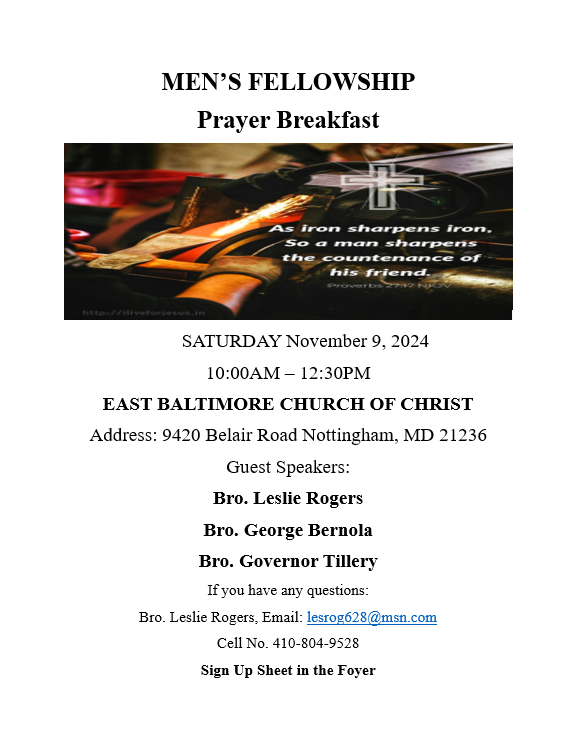 MEN’S FELLOWSHIP
Prayer Breakfast
As iron sharpens iron,
So a man sharpens
the countenance of
his friend.
Proverbs 27:17 NKJV
http://iliveforjesus.in
SATURDAY November 9, 2024
10:00AM – 12:30PM
EAST BALTIMORE CHURCH OF CHRIST
Address: 9420 Belair Road Nottingham, MD 21236
Guest Speakers:
Bro. Leslie Rogers
Bro. George Bernola
Bro. Governor Tillery
If you have any questions:
Bro. Leslie Rogers, Email: lesrog628@msn.com
Cell No. 410-804-9528
Sign Up Sheet in the Foyer